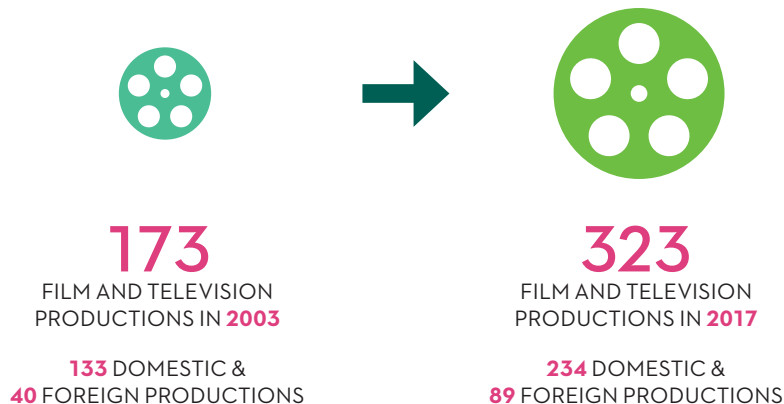 173
FILM AND TELEVISION
PRODUCTIONS IN 2003
133 DOMESTIC &
40 FOREIGN PRODUCTIONS
323
FILM AND TELEVISION
PRODUCTIONS IN 2017
234 DOMESTIC &
89 FOREIGN PRODUCTIONS